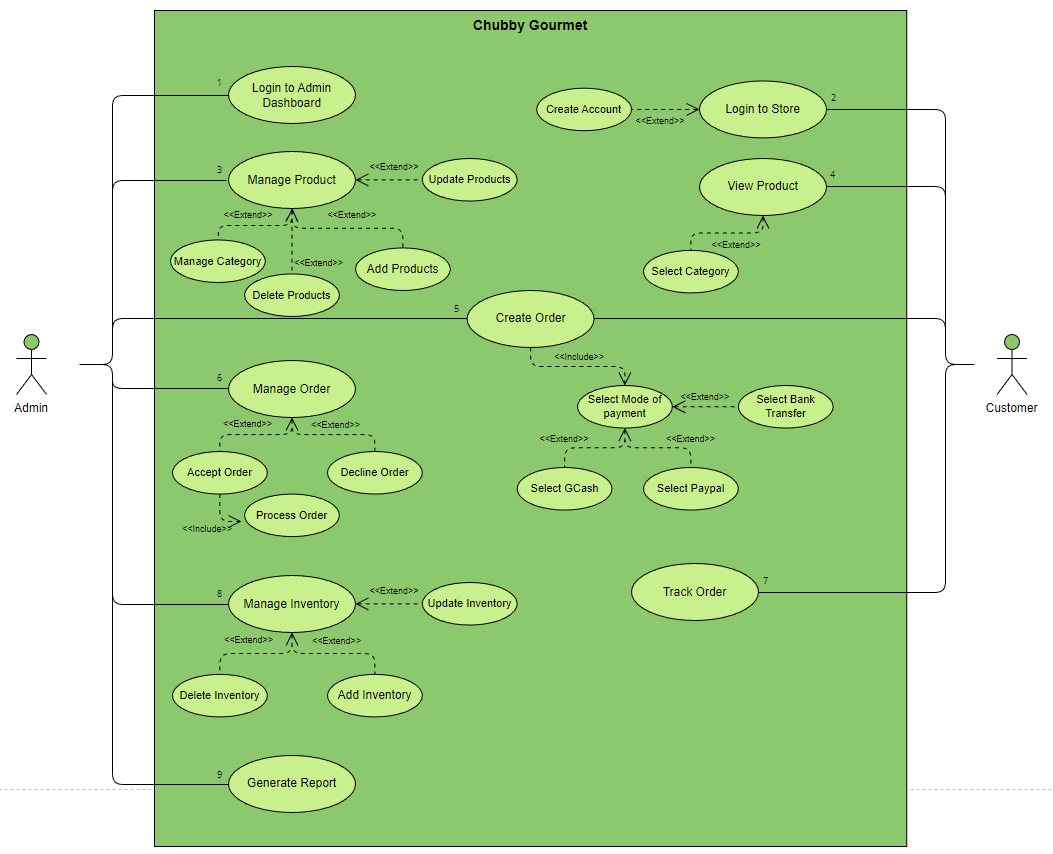 Chubby Gourmet
1
Login to Admin
Dashboard
Create Account
<<Extend>>
Login to Store
2
3
Manage Product
<<Extend>>
Update Products
View Product
4
<<Extend>>
<<Extend>>
<<Extend>>
Manage Category
Delete Products
Add Products
<<Extend>>
Select Category
5
Create Order
<<Include>>
Admin
Customer
6
Manage Order
<<Extend>>
<<Extend>>
Accept Order
Decline Order
<<Include>>
Process Order
Select Mode of
payment
<<Extend>>
Select Bank
Transfer
<<Extend>>
<<Extend>>
Select GCash
Select Paypal
Track Order
7
8
Manage Inventory
<<Extend>>
Update Inventory
<<Extend>>
<<Extend>>
Delete Inventory
Add Inventory
9
Generate Report